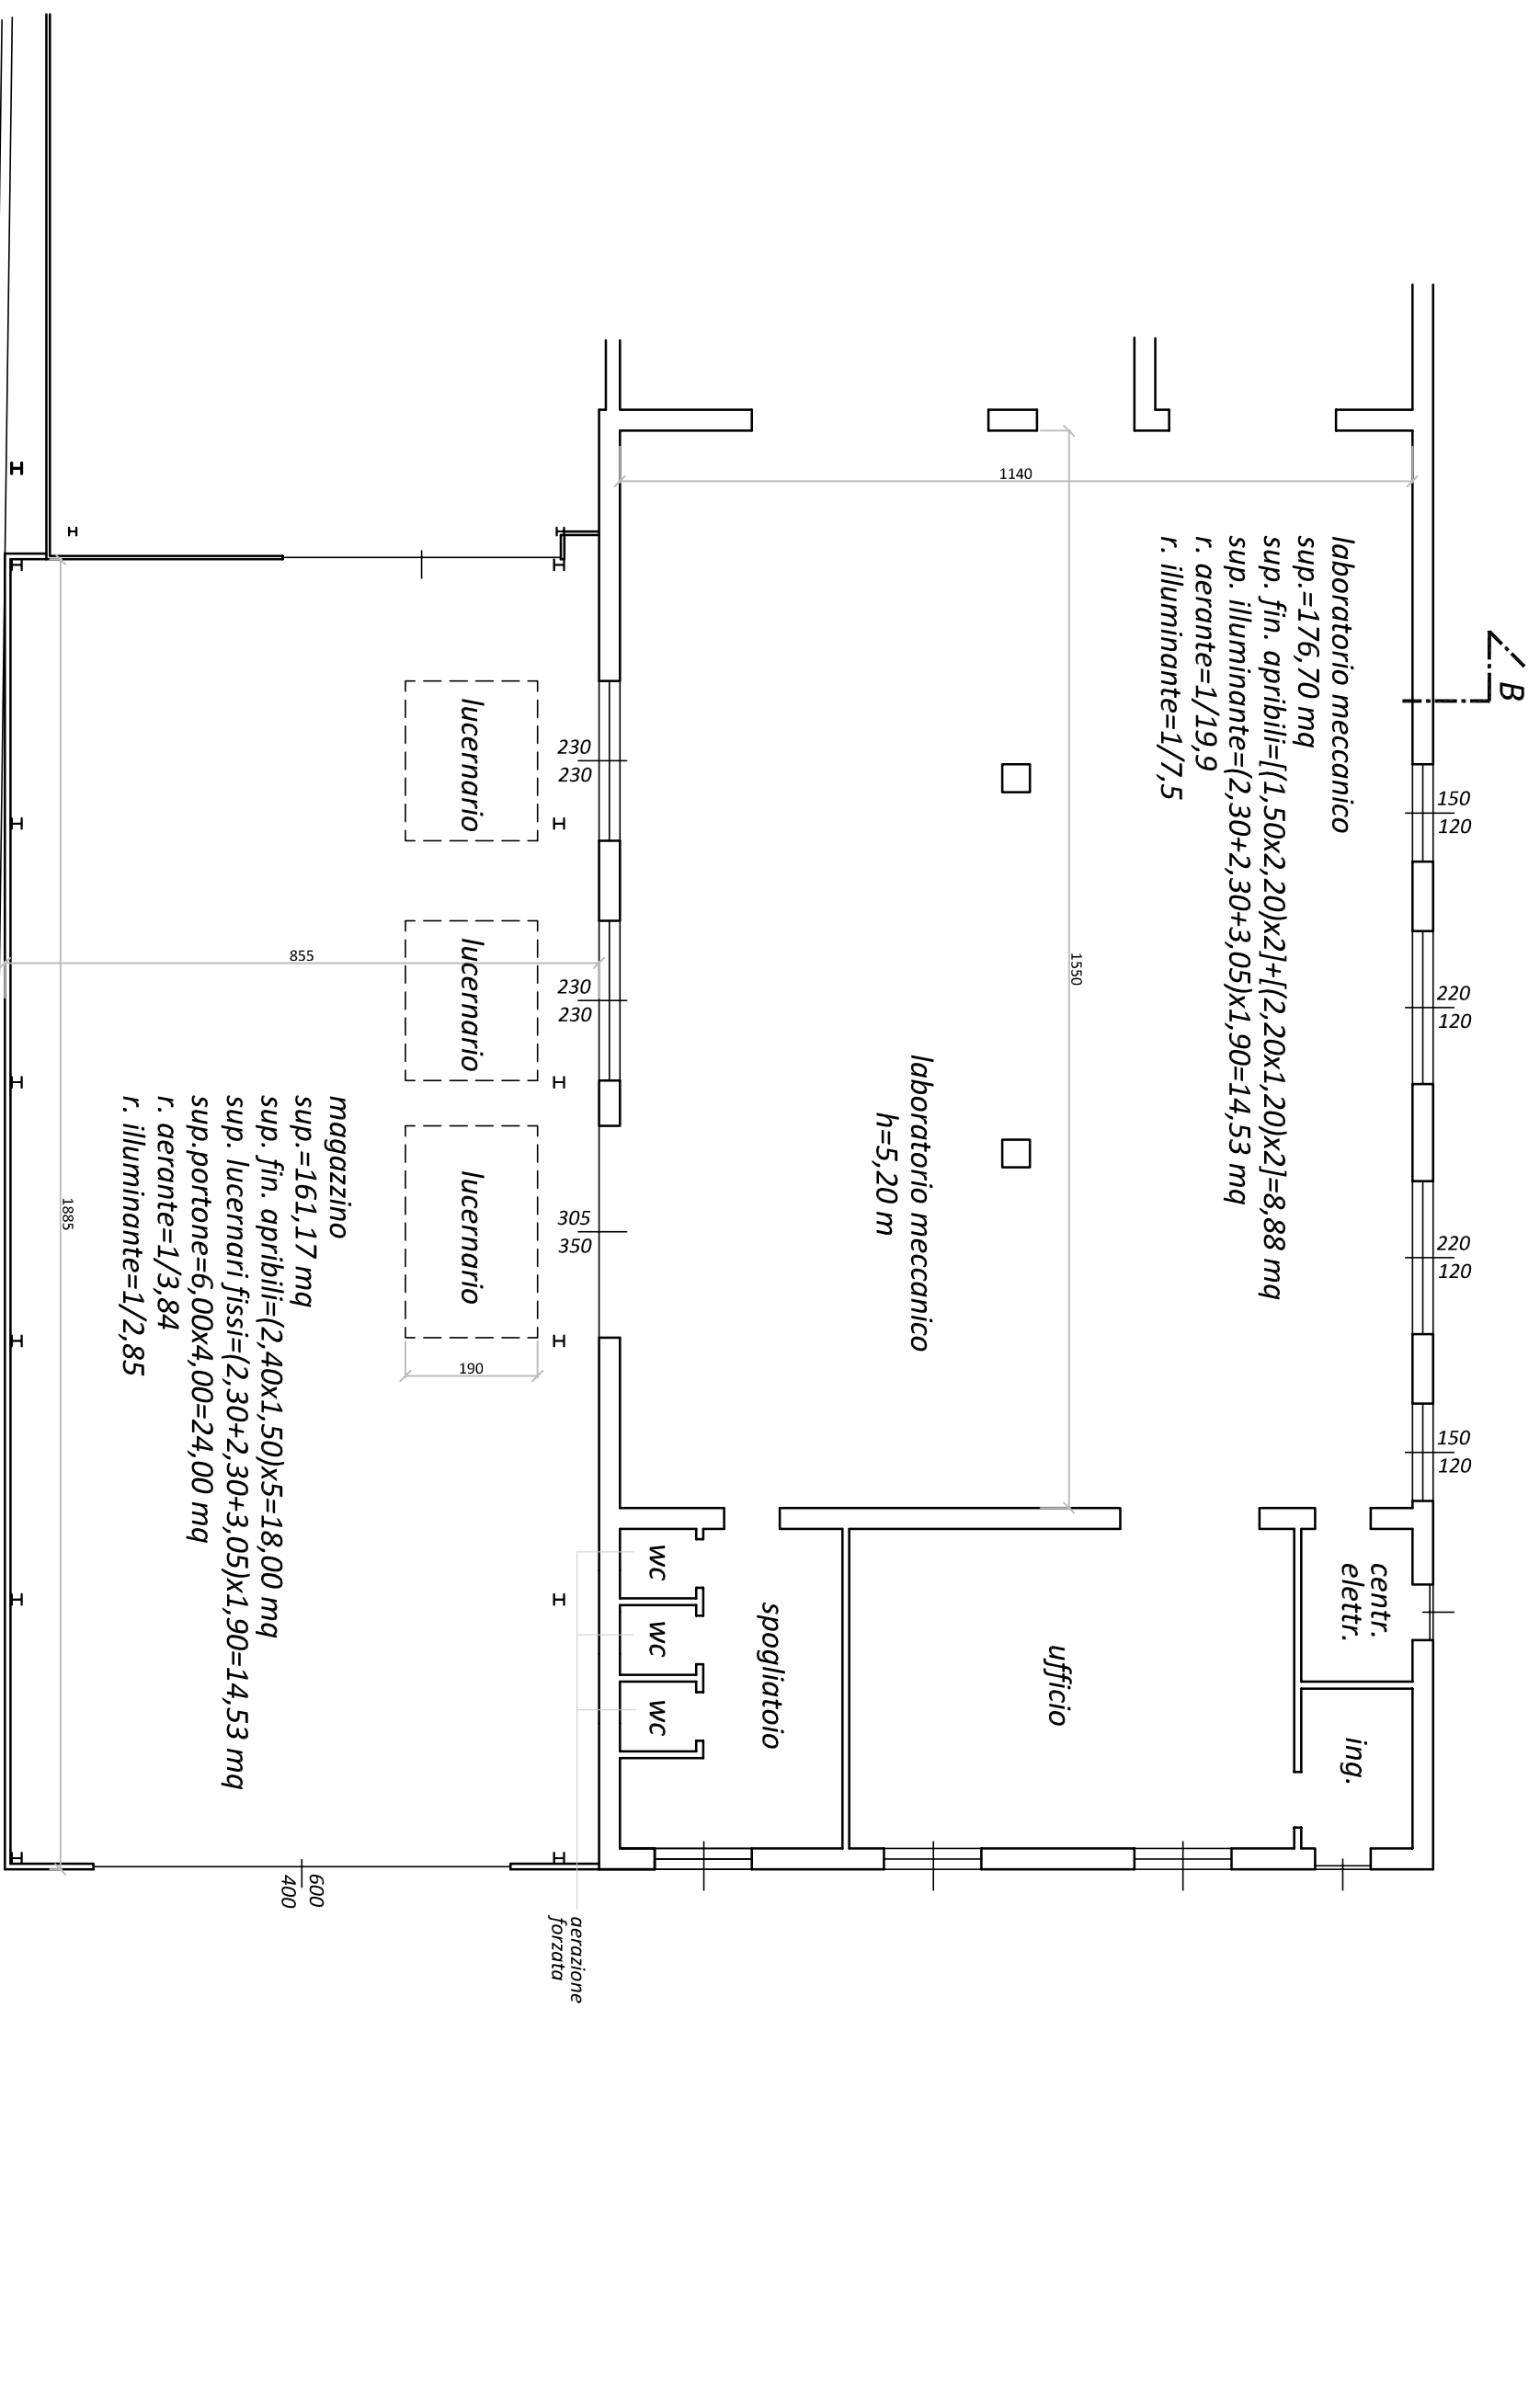 B
laboratorio meccanico
sup.=176,70 mq
sup. fin. apribili=[(1,50x2,20)x2]+[(2,20x1,20)x2]=8,88 mq
sup. illuminante=(2,30+2,30+3,05)x1,90=14,53 mq
r. aerante=1/19,9
r. illuminante=1/7,5
150
120
220
120
220
120
150
120
1140
1550
laboratorio meccanico
h=5,20 m
centr.
elettr.
ing.
ufficio
spogliatoio
wc
wc
wc
230
230
230
230
305
350
lucernario
lucernario
lucernario
190
855
1885
magazzino
sup.=161,17 mq
sup. fin. apribili=(2,40x1,50)x5=18,00 mq
sup. lucernari fissi=(2,30+2,30+3,05)x1,90=14,53 mq
sup.portone=6,00x4,00=24,00 mq
r. aerante=1/3,84
r. illuminante=1/2,85
600
400
aerazione
forzata